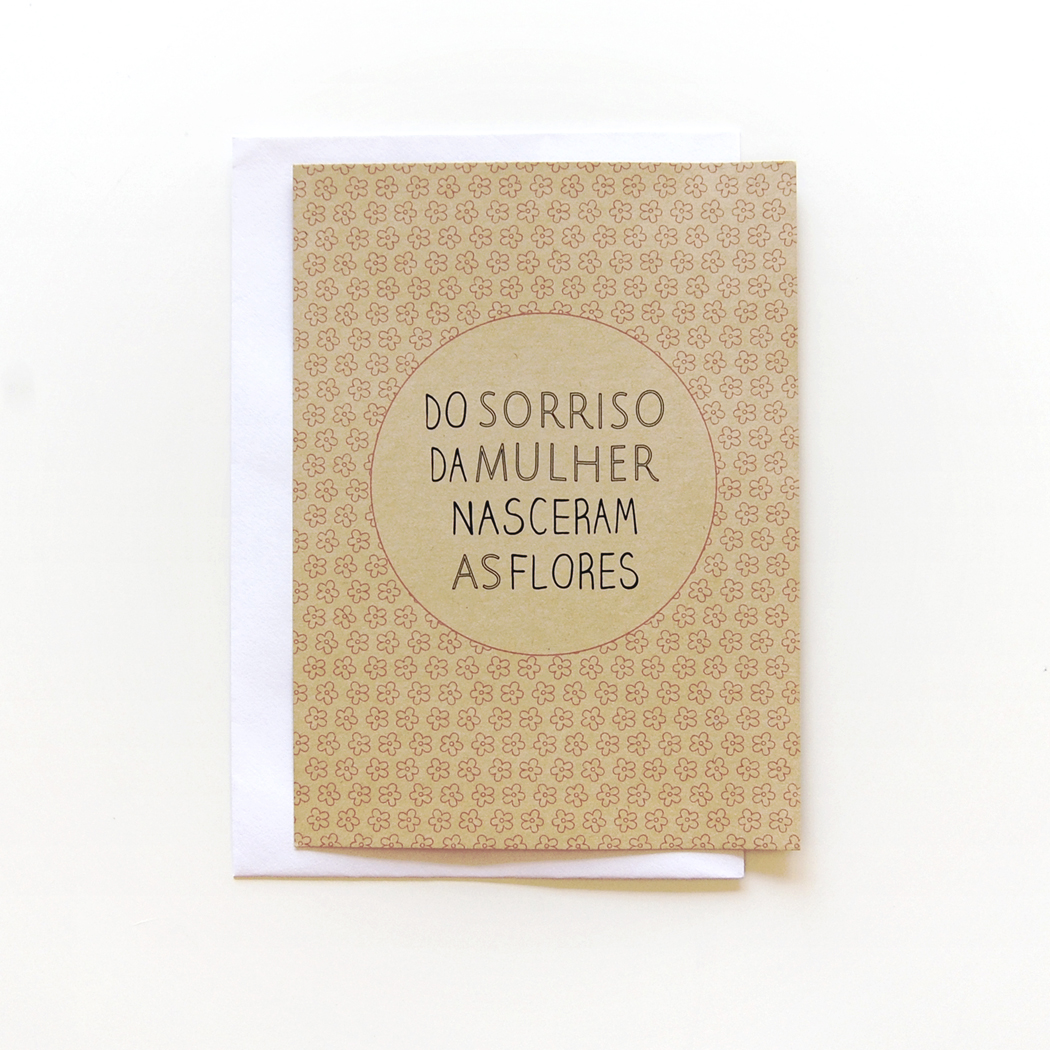 DO SORRISO
DA MULHER
NASCERAM
AS FLORES